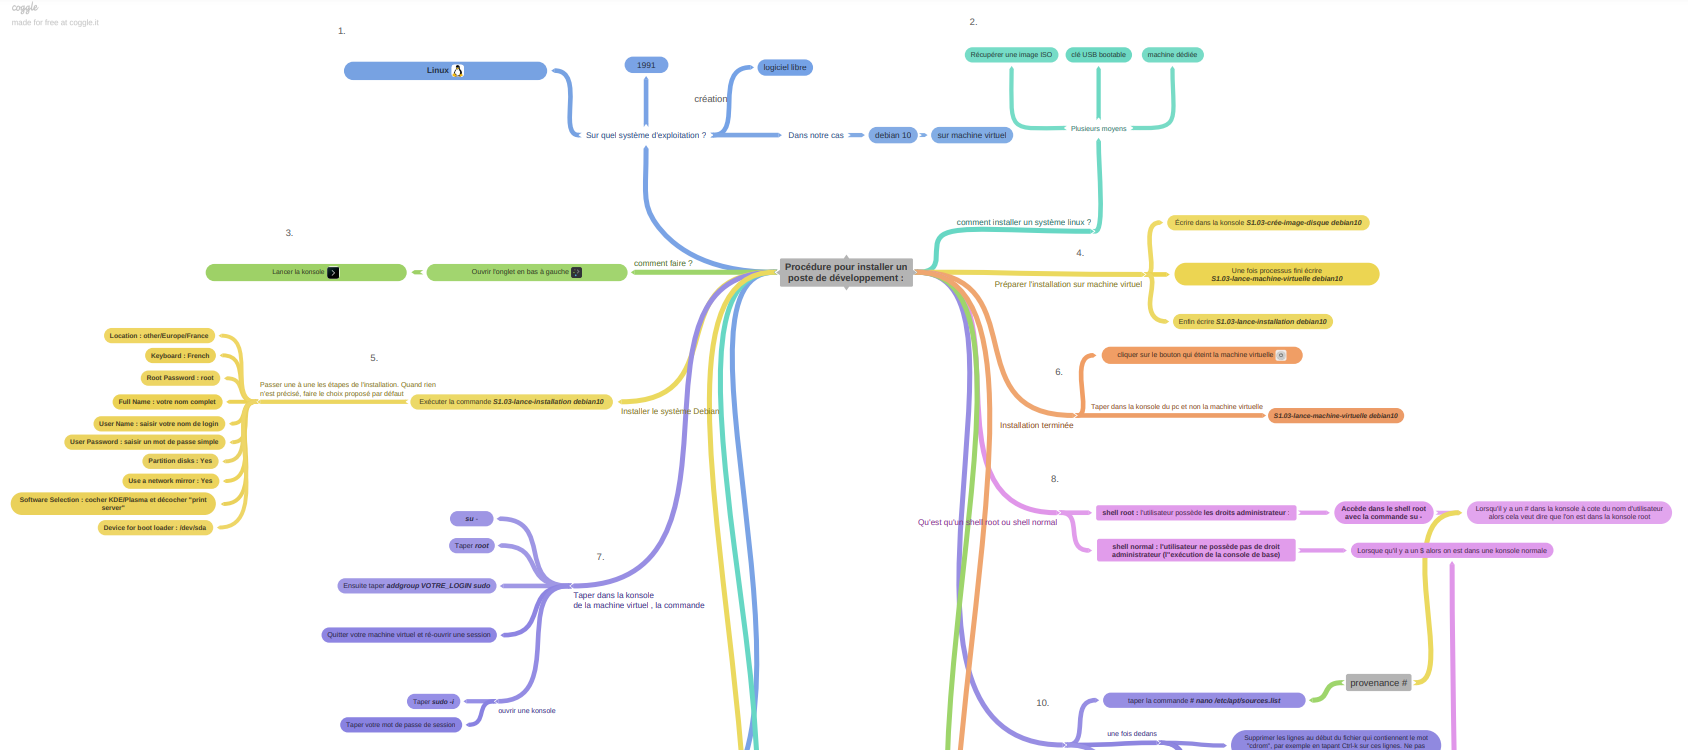 coggle
made for free at coggle.it
1.
Linux
1991
logiciel libre
création
Sur quel système d'exploitation ?
Dans notre cas
debian 10
sur machine virtuel
2.
Récupérer une image ISO
clé USB bootable
machine dédiée
Plusieurs moyens
comment installer un système linux ?
3.
Lancer la konsole
Ouvrir l'onglet en bas à gauche
comment faire ?
Procédure pour installer un
poste de développement :
4.
Préparer l'installation sur machine virtuel
Écrire dans la konsole S1.03-crée-image-disque debian10
Une fois processus fini écrire
S1.03-lance-machine-virtuelle debian10
Enfin écrire S1.03-lance-installation debian10
5.
Location : other/Europe/France
Keyboard : French
Root Password : root
Full Name : votre nom complet
User Name : saisir votre nom de login
User Password : saisir un mot de passe simple
Partition disks : Yes
Use a network mirror : Yes
Software Selection : cocher KDE/Plasma et décocher "print
server"
Device for boot loader : /dev/sda
Passer une à une les étapes de l'installation. Quand rien
n'est précisé, faire le choix proposé par défaut
Exécuter la commande S1.03-lance-installation debian10
Installer le système Debian
6.
cliquer sur le bouton qui éteint la machine virtuelle
Taper dans la konsole du pc et non la machine virtuelle
S1.03-lance-machine-virtuelle debian10
Installation terminée
7.
su -
Taper root
Ensuite taper addgroup VOTRE_LOGIN sudo
Quitter votre machine virtuel et ré-ouvrir une session
Taper sudo -i
Taper votre mot de passe de session
ouvrir une konsole
Taper dans la konsole
de la machine virtuel , la commande
8.
Qu'est qu'un shell root ou shell normal
shell root : l'utilisateur possède les droits administrateur :
Accède dans le shell root
avec la commande su -
Lorsqu'il y a un # dans la konsole à cote du nom d'utilisateur
alors cela veut dire que l'on est dans la konsole root
shell normal : l'utilisateur ne possède pas de droit
administrateur (l"exécution de la console de base)
Lorsque qu'il y a un $ alors on est dans une konsole normale
provenance #
10.
taper la commande # nano /etc/apt/sources.list
une fois dedans
Supprimer les lignes au début du fichier qui contiennent le mot
"cdrom", par exemple en tapant Ctrl-k sur ces lignes. Ne pas